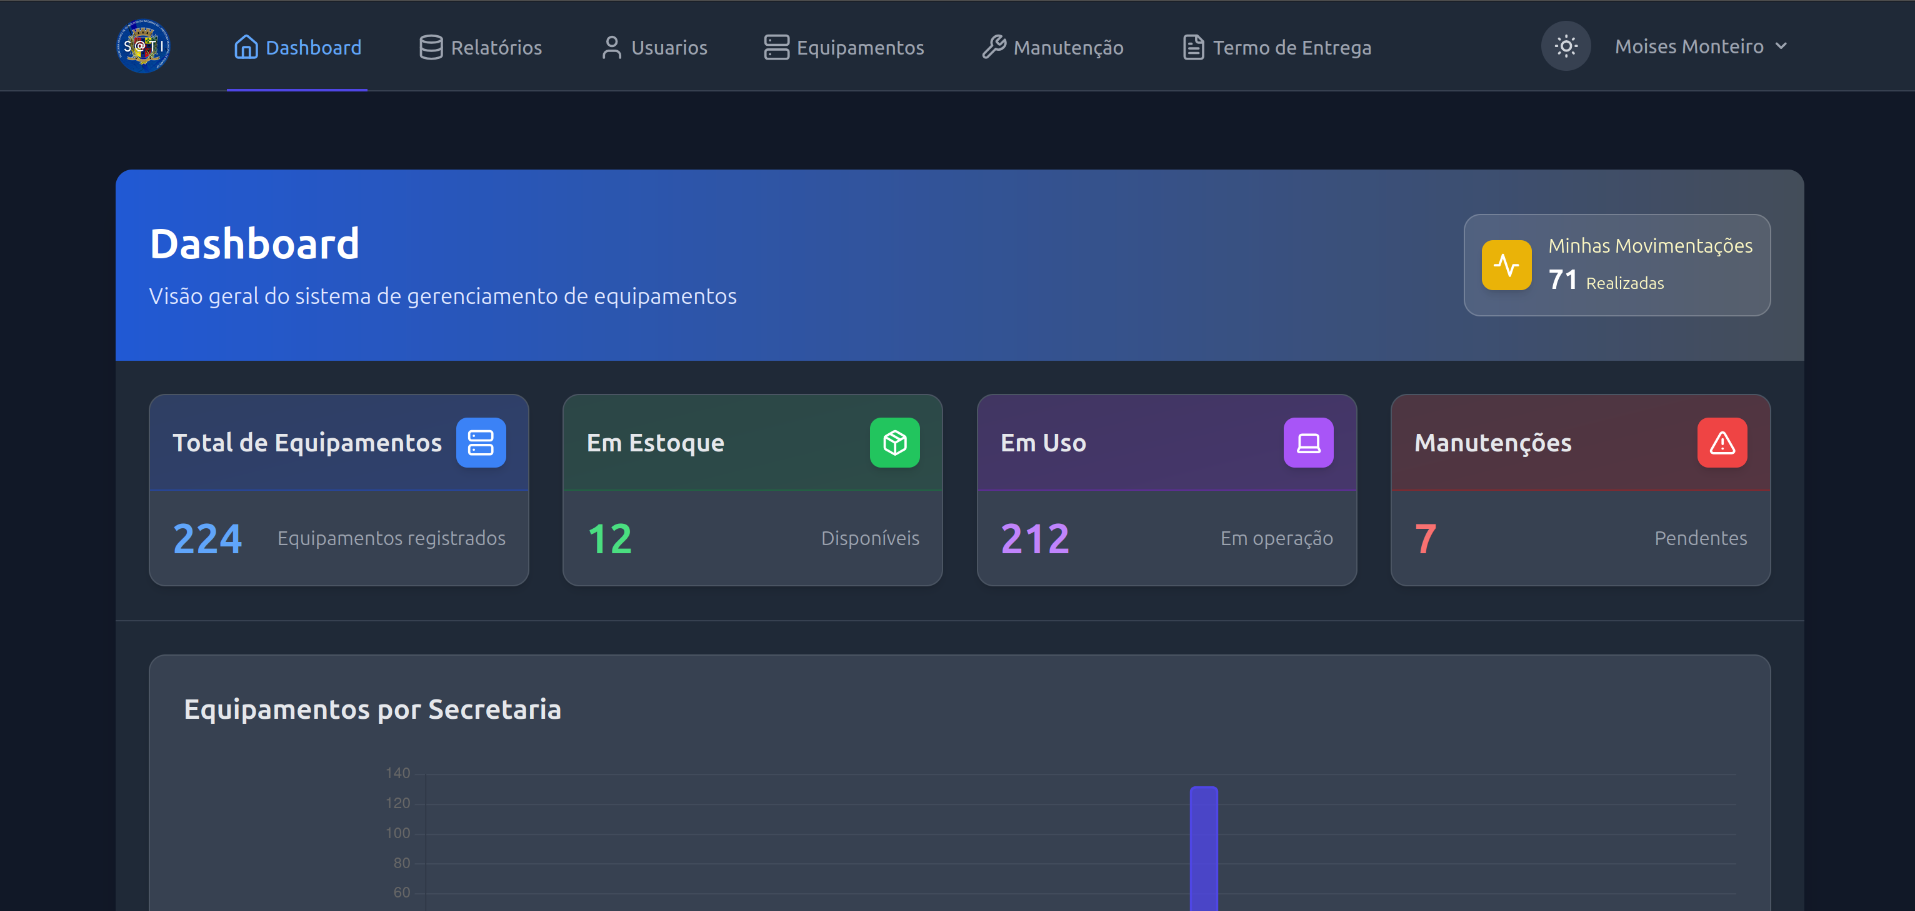 S@TI
Dashboard
Relatórios
Usuarios
Equipamentos
Manutenção
Termo de Entrega
Moises Monteiro
Dashboard
Visão geral do sistema de gerenciamento de equipamentos
Minhas Movimentações
71 Realizadas
Total de Equipamentos
224 Equipamentos registrados
Em Estoque
12 Disponíveis
Em Uso
212 Em operação
Manutenções
7 Pendentes
Equipamentos por Secretaria
140
120
100
80
60